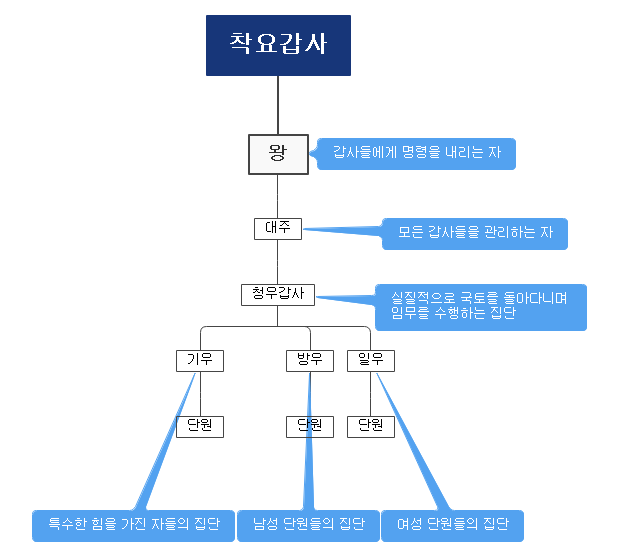 착요갑사
왕
갑사들에게 명령을 내리는 자
대주
모든 갑사들을 관리하는 자
청우갑사
실질적으로 국토를 돌아다니며
임무를 수행하는 집단
기우
방우
일우
단원
단원
단원
특수한 힘을 가진 자들의 집단
남성 단원들의 집단
여성 단원들의 집단